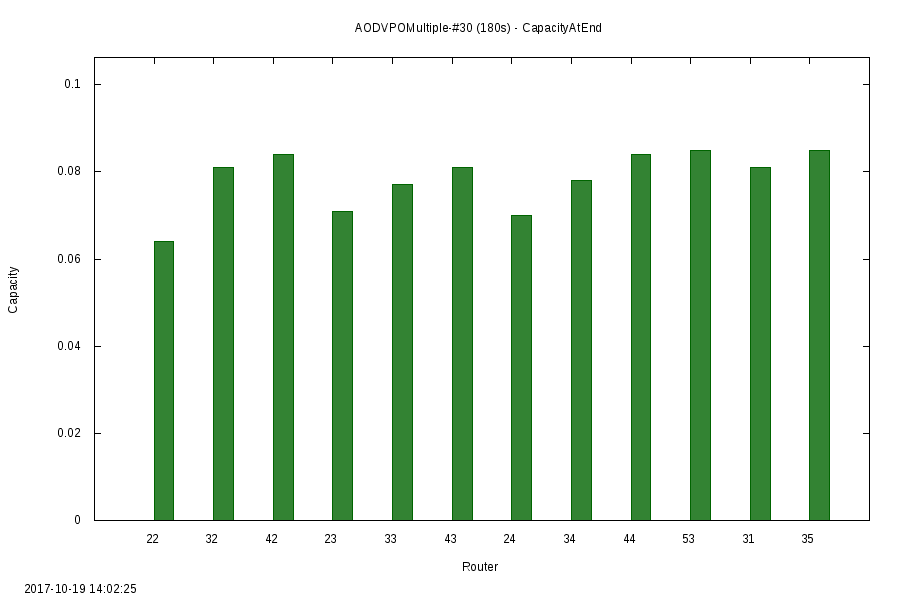 AODVPOMultiple-#30 (180s) - CapacityAtEnd
0.1
0.08
0.06
0.04
0.02
0
Capacity
22 32 42 23 33 43 24 34 44 53 31 35
Router
2017-10-19 14:02:25